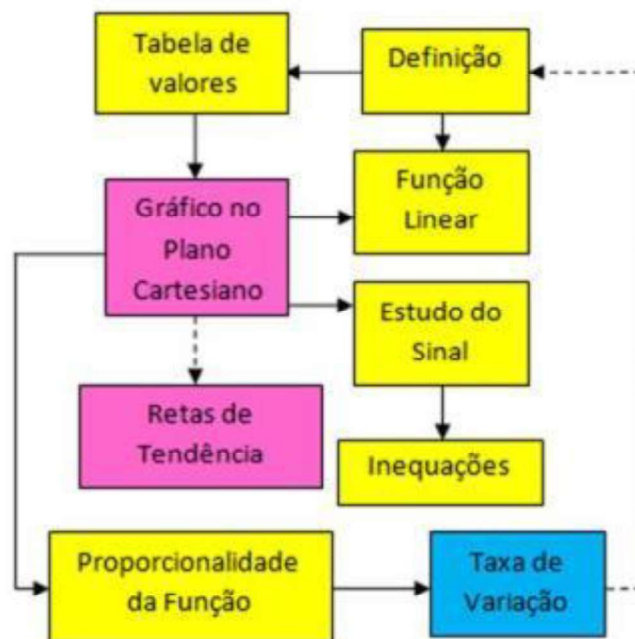 Tabela de
valores
Definição
Gráfico no
Plano
Cartesiano
Função
Linear
Estudo do
Sinal
Retas de
Tendência
Inequações
Proporcionalidade
da Função
Taxa de
Variação